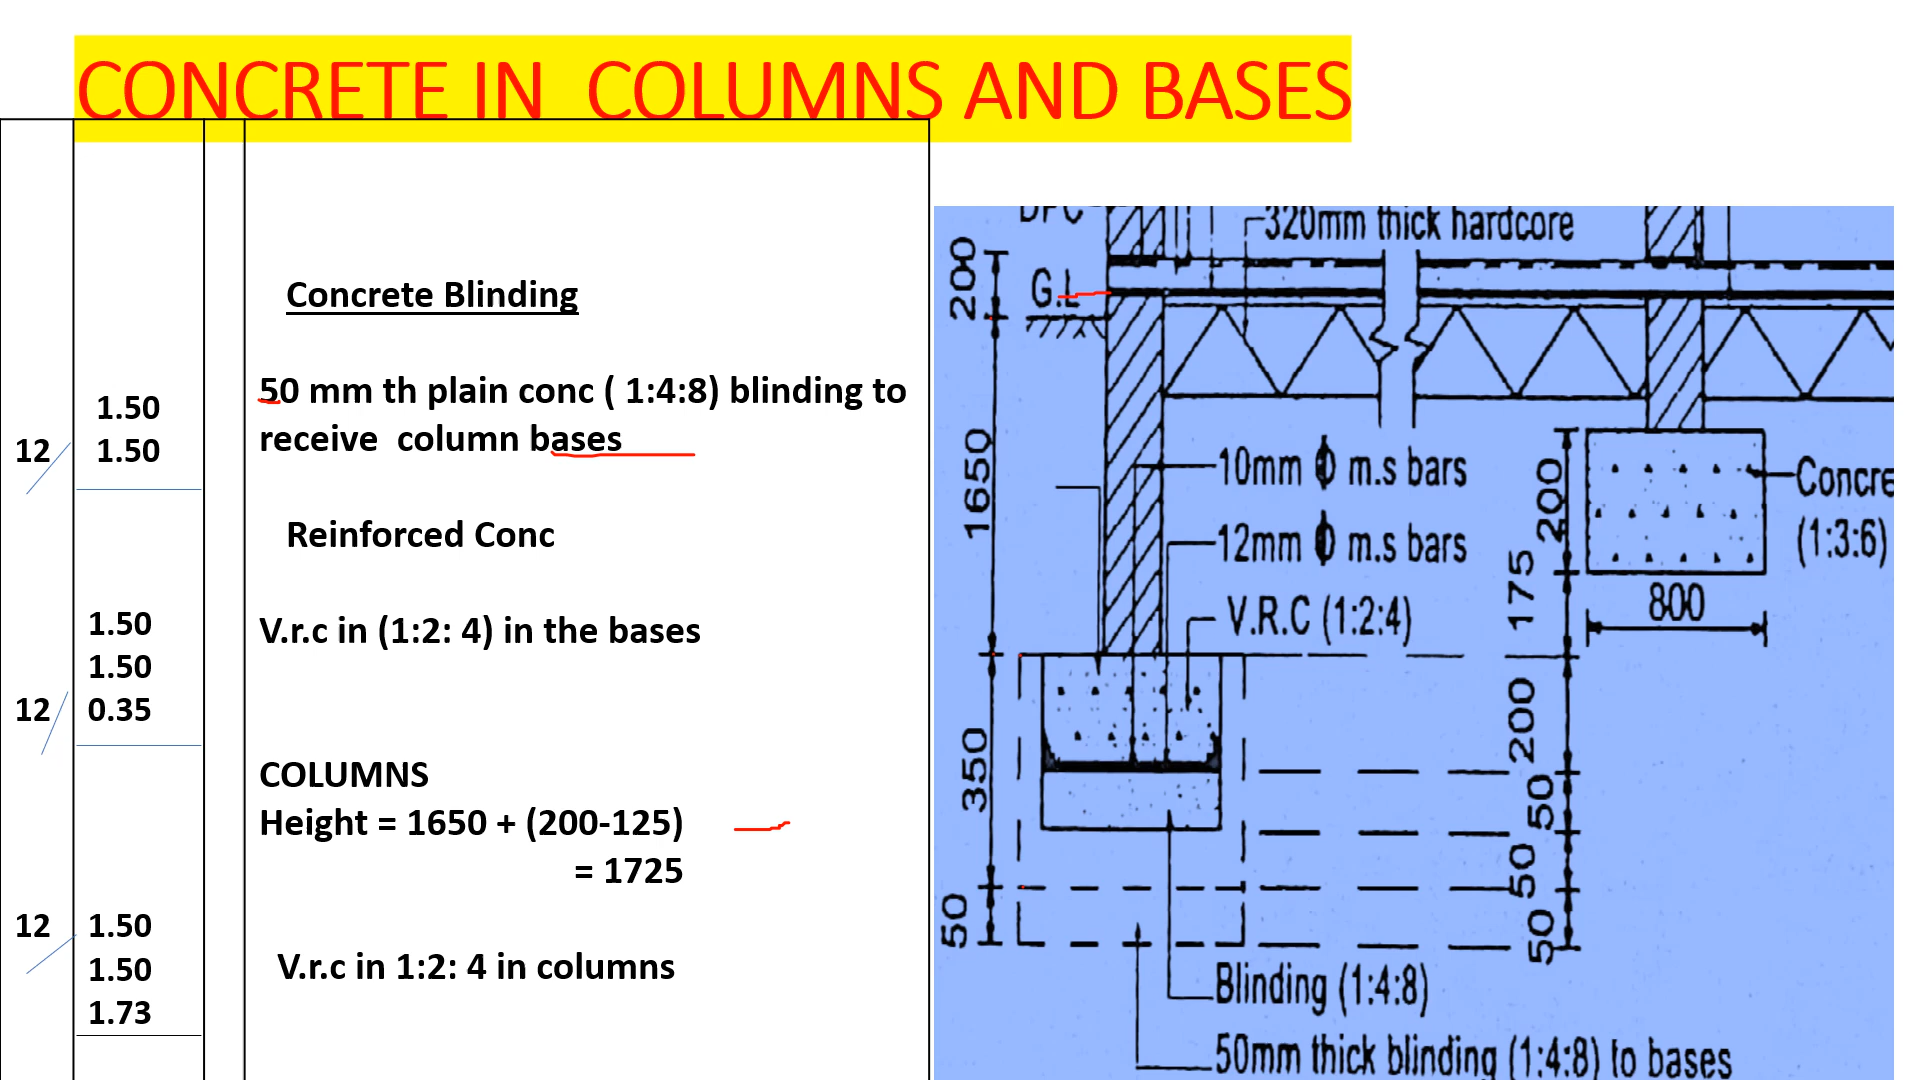 CONCRETE IN COLUMNS AND BASES
Concrete Blinding
1.50
12 1.50
50 mm th plain conc ( 1:4:8) blinding to
receive column bases
Reinforced Conc
1.50
1.50
12 0.35
V.r.c in (1:2: 4) in the bases
COLUMNS
Height = 1650 + (200-125)
= 1725
12 1.50
1.50
1.73
V.r.c in 1:2: 4 in columns
DPC
320mm thick hardcore
200
G.L
1650
10mm ϕ m.s bars
12mm ϕ m.s bars
V.R.C (1:2:4)
200
Concre
(1:3:6)
175
800
350
200
50
50
50
50
Blinding (1:4:8)
50mm thick blinding (1:4:8) to bases